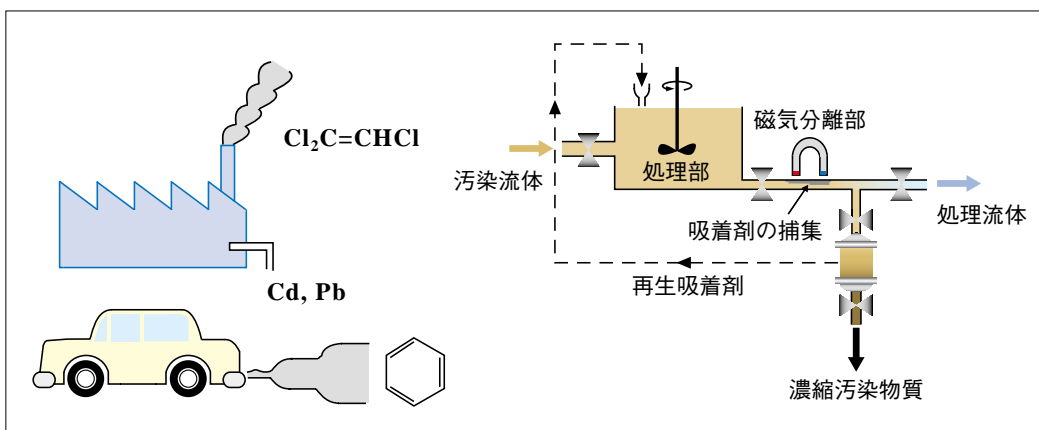 Cl₂C=CHCl
Cd, Pb
汚染流体
処理部
磁気分離部
吸着剤の捕集
処理流体
再生吸着剤
濃縮汚染物質